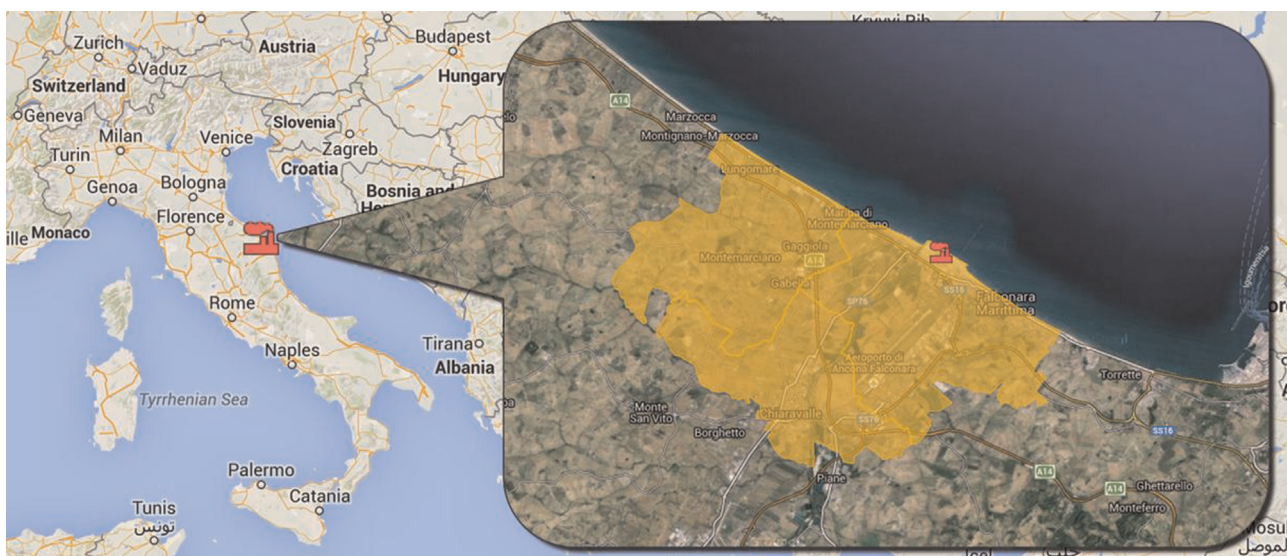 Zurich
Austria
Budapest
Vaduz
Switzerland
Hungary
Geneva
Slovenia
Milan
Venice
Zagreb
Turin
Croatia
Genoa
Bologna
Bosnia and
Florence
Monaco
ille
Rome
Naples
Tirana
Albania
Tyrrhenian Sea
Palermo
Catania
Tunis
تونس
A14
Marzocca
Montignano-Marzocca
Lungomare
Marina di
Montemarciano
Gaggiola
Montemarciano
A14
Gabella
SP76
SS16
Falconara
Marittima
Aeroporto di
Ancona Falconara
Torrette
Chiaravalle
Monte
San Vito
Borghetto
SS76
SS16
Piane
A14
A14
Ghettarello
Monteferro
Igoumenitsa
الموصل